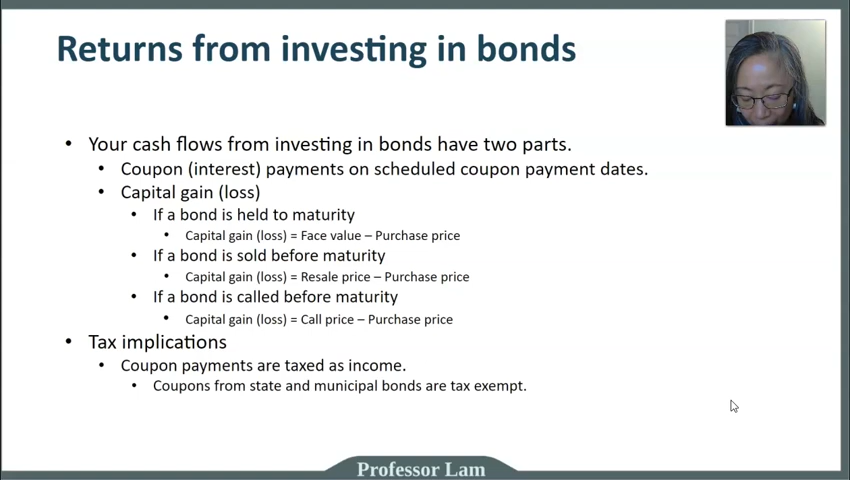 Returns from investing in bonds
• Your cash flows from investing in bonds have two parts.
• Coupon (interest) payments on scheduled coupon payment dates.
• Capital gain (loss)
• If a bond is held to maturity
• Capital gain (loss) = Face value – Purchase price
• If a bond is sold before maturity
• Capital gain (loss) = Resale price – Purchase price
• If a bond is called before maturity
• Capital gain (loss) = Call price – Purchase price
• Tax implications
• Coupon payments are taxed as income.
• Coupons from state and municipal bonds are tax exempt.
Professor Lam